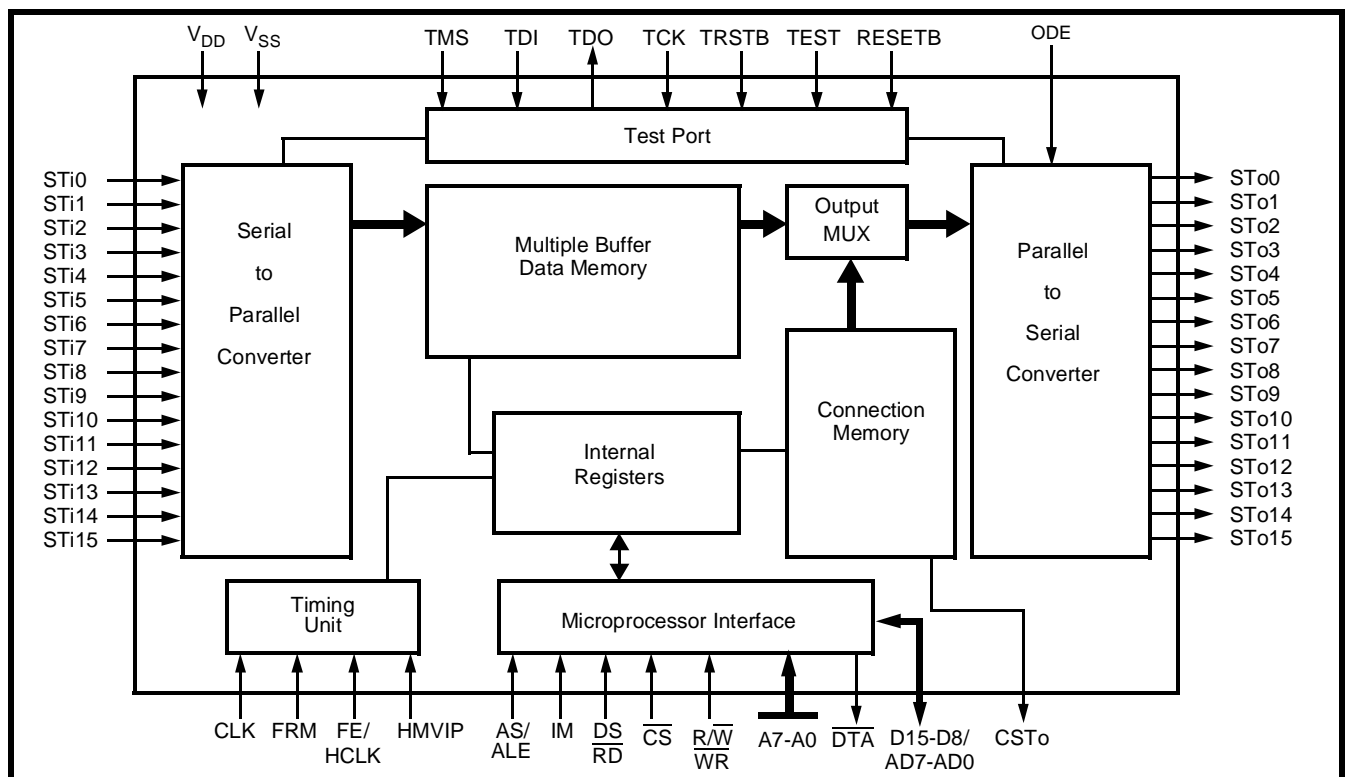 VDD VSS TMS TDI TDO TCK TRSTB TEST RESETB ODE
Test Port
STi0
STi1
STi2
STi3
STi4
STi5
STi6
STi7
STi8
STi9
STi10
STi11
STi12
STi13
STi14
STi15
Serial
to
Parallel
Converter
Multiple Buffer
Data Memory
Output
MUX
Connection
Memory
Internal
Registers
Parallel
to
Serial
Converter
STo0
STo1
STo2
STo3
STo4
STo5
STo6
STo7
STo8
STo9
STo10
STo11
STo12
STo13
STo14
STo15
Timing
Unit
Microprocessor Interface
CLK
FRM
FE/
HCLK
HMVIP
AS/
ALE
IM
DS
R̅D̅
C̅S̅
R/W̅
W̅R̅
A7-A0
D̅T̅A̅
D15-D8/
AD7-AD0
CSTo